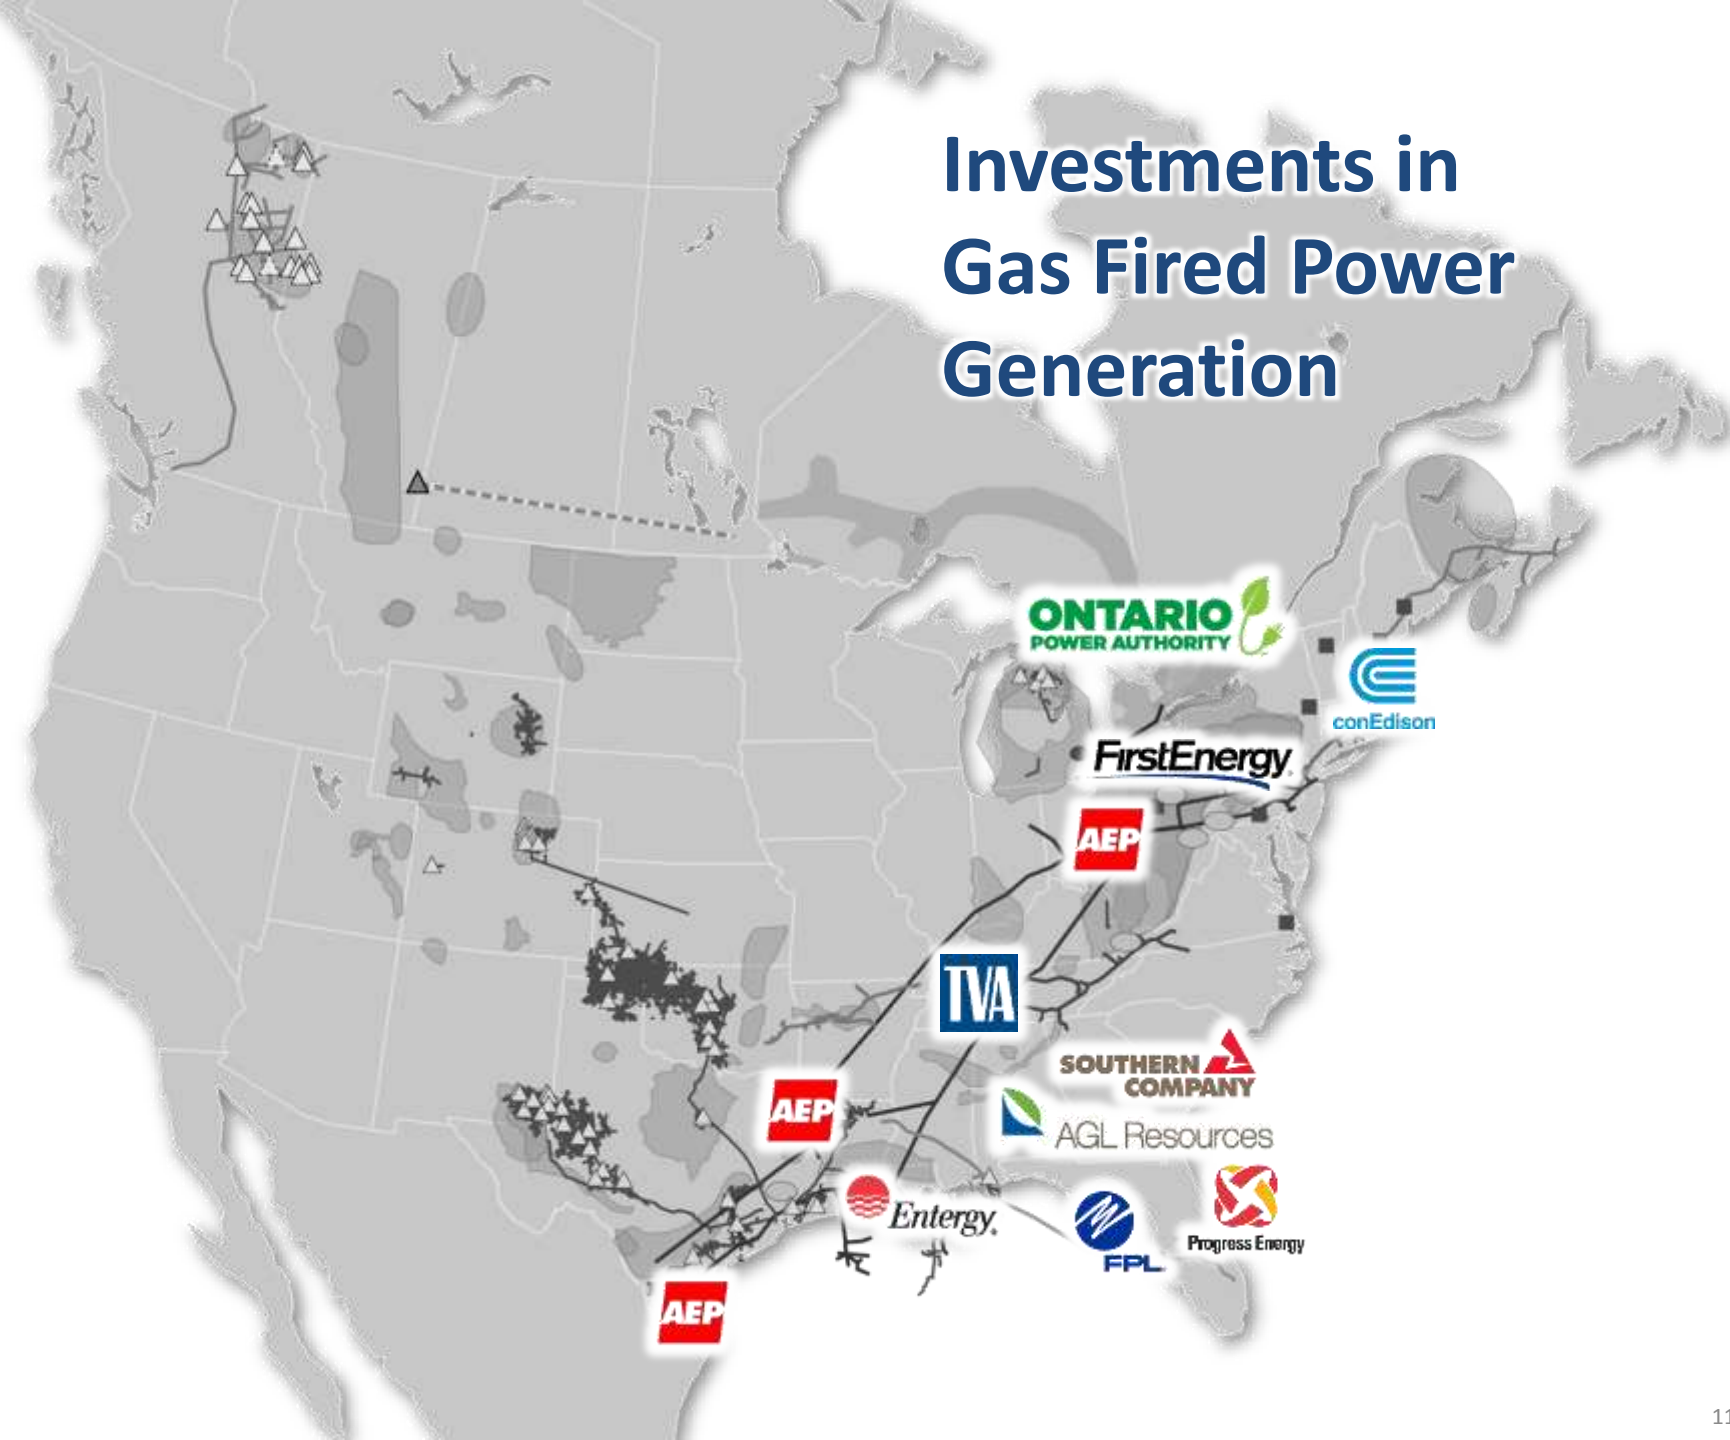 Investments in
Gas Fired Power
Generation
ONTARIO
POWER AUTHORITY
conEdison
FirstEnergy
AEP
TVA
SOUTHERN
COMPANY
AEP
AGL Resources
Entergy
FPL
Progress Energy
AEP
11